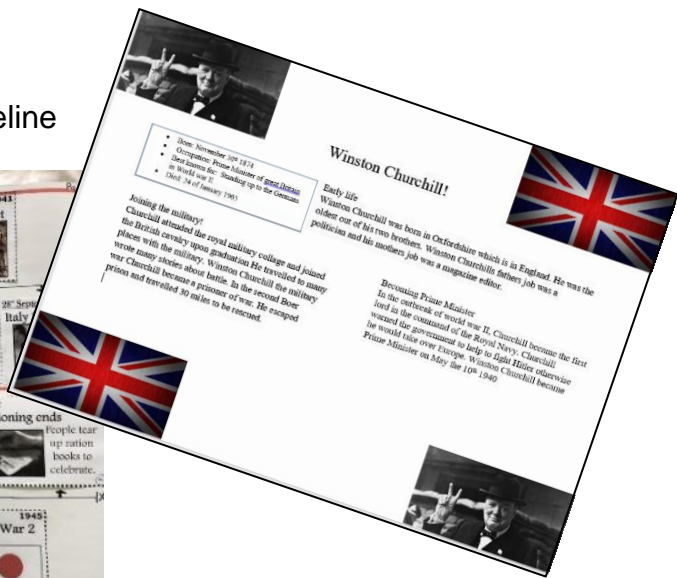 eline
Winston Churchill!
Born: November 30th 1874
Occupation: Prime Minister of great Britain
Best known for: Standing up to the Germans
in World war II
Died: 24 of January 1965
Early life
Winston Churchill was born in Oxfordshire which is in England. He was the
oldest out of his two brothers. Winston Churchills fathers job was a
politician and his mothers job was a magazine editor.
Joining the military!
Churchill attended the royal military collage and joined
the British cavalry upon graduation He travelled to many
places with the military. Winston Churchill the military
wrote many stories about battle. In the second Boer
war Churchill became a prisoner of war. He escaped
prison and travelled 30 miles to be rescued.
Becoming Prime Minister
In the outbreak of world war II, Churchill became the first
lord in the command of the Royal Navy. Churchill
warned the government to help to fight Hitler otherwise
he would take over Europe. Winston Churchill became
Prime Minister on May the 10th 1940
28th Sept
Italy
oning ends
People tear
up ration
books to
celebrate.
1945
War 2